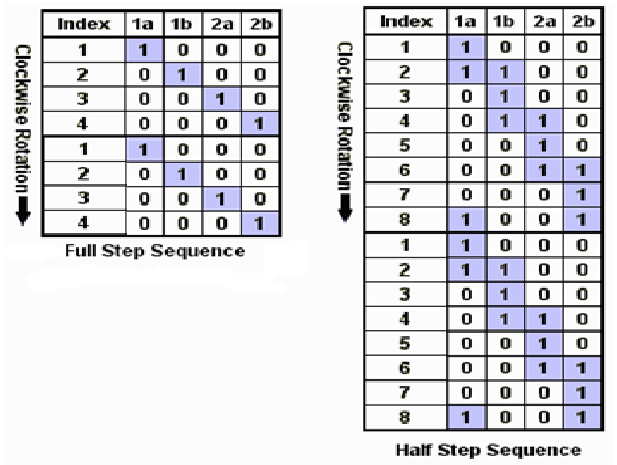 Clockwise Rotation
Index 1a 1b 2a 2b
1 1 0 0 0
2 0 1 0 0
3 0 0 1 0
4 0 0 0 1
1 1 0 0 0
2 0 1 0 0
3 0 0 1 0
4 0 0 0 1
Full Step Sequence
Clockwise Rotation
Index 1a 1b 2a 2b
1 1 0 0 0
2 1 1 0 0
3 0 1 0 0
4 0 1 1 0
5 0 0 1 0
6 0 0 1 1
7 0 0 0 1
8 1 0 0 1
1 1 0 0 0
2 1 1 0 0
3 0 1 0 0
4 0 1 1 0
5 0 0 1 0
6 0 0 1 1
7 0 0 0 1
8 1 0 0 1
Half Step Sequence